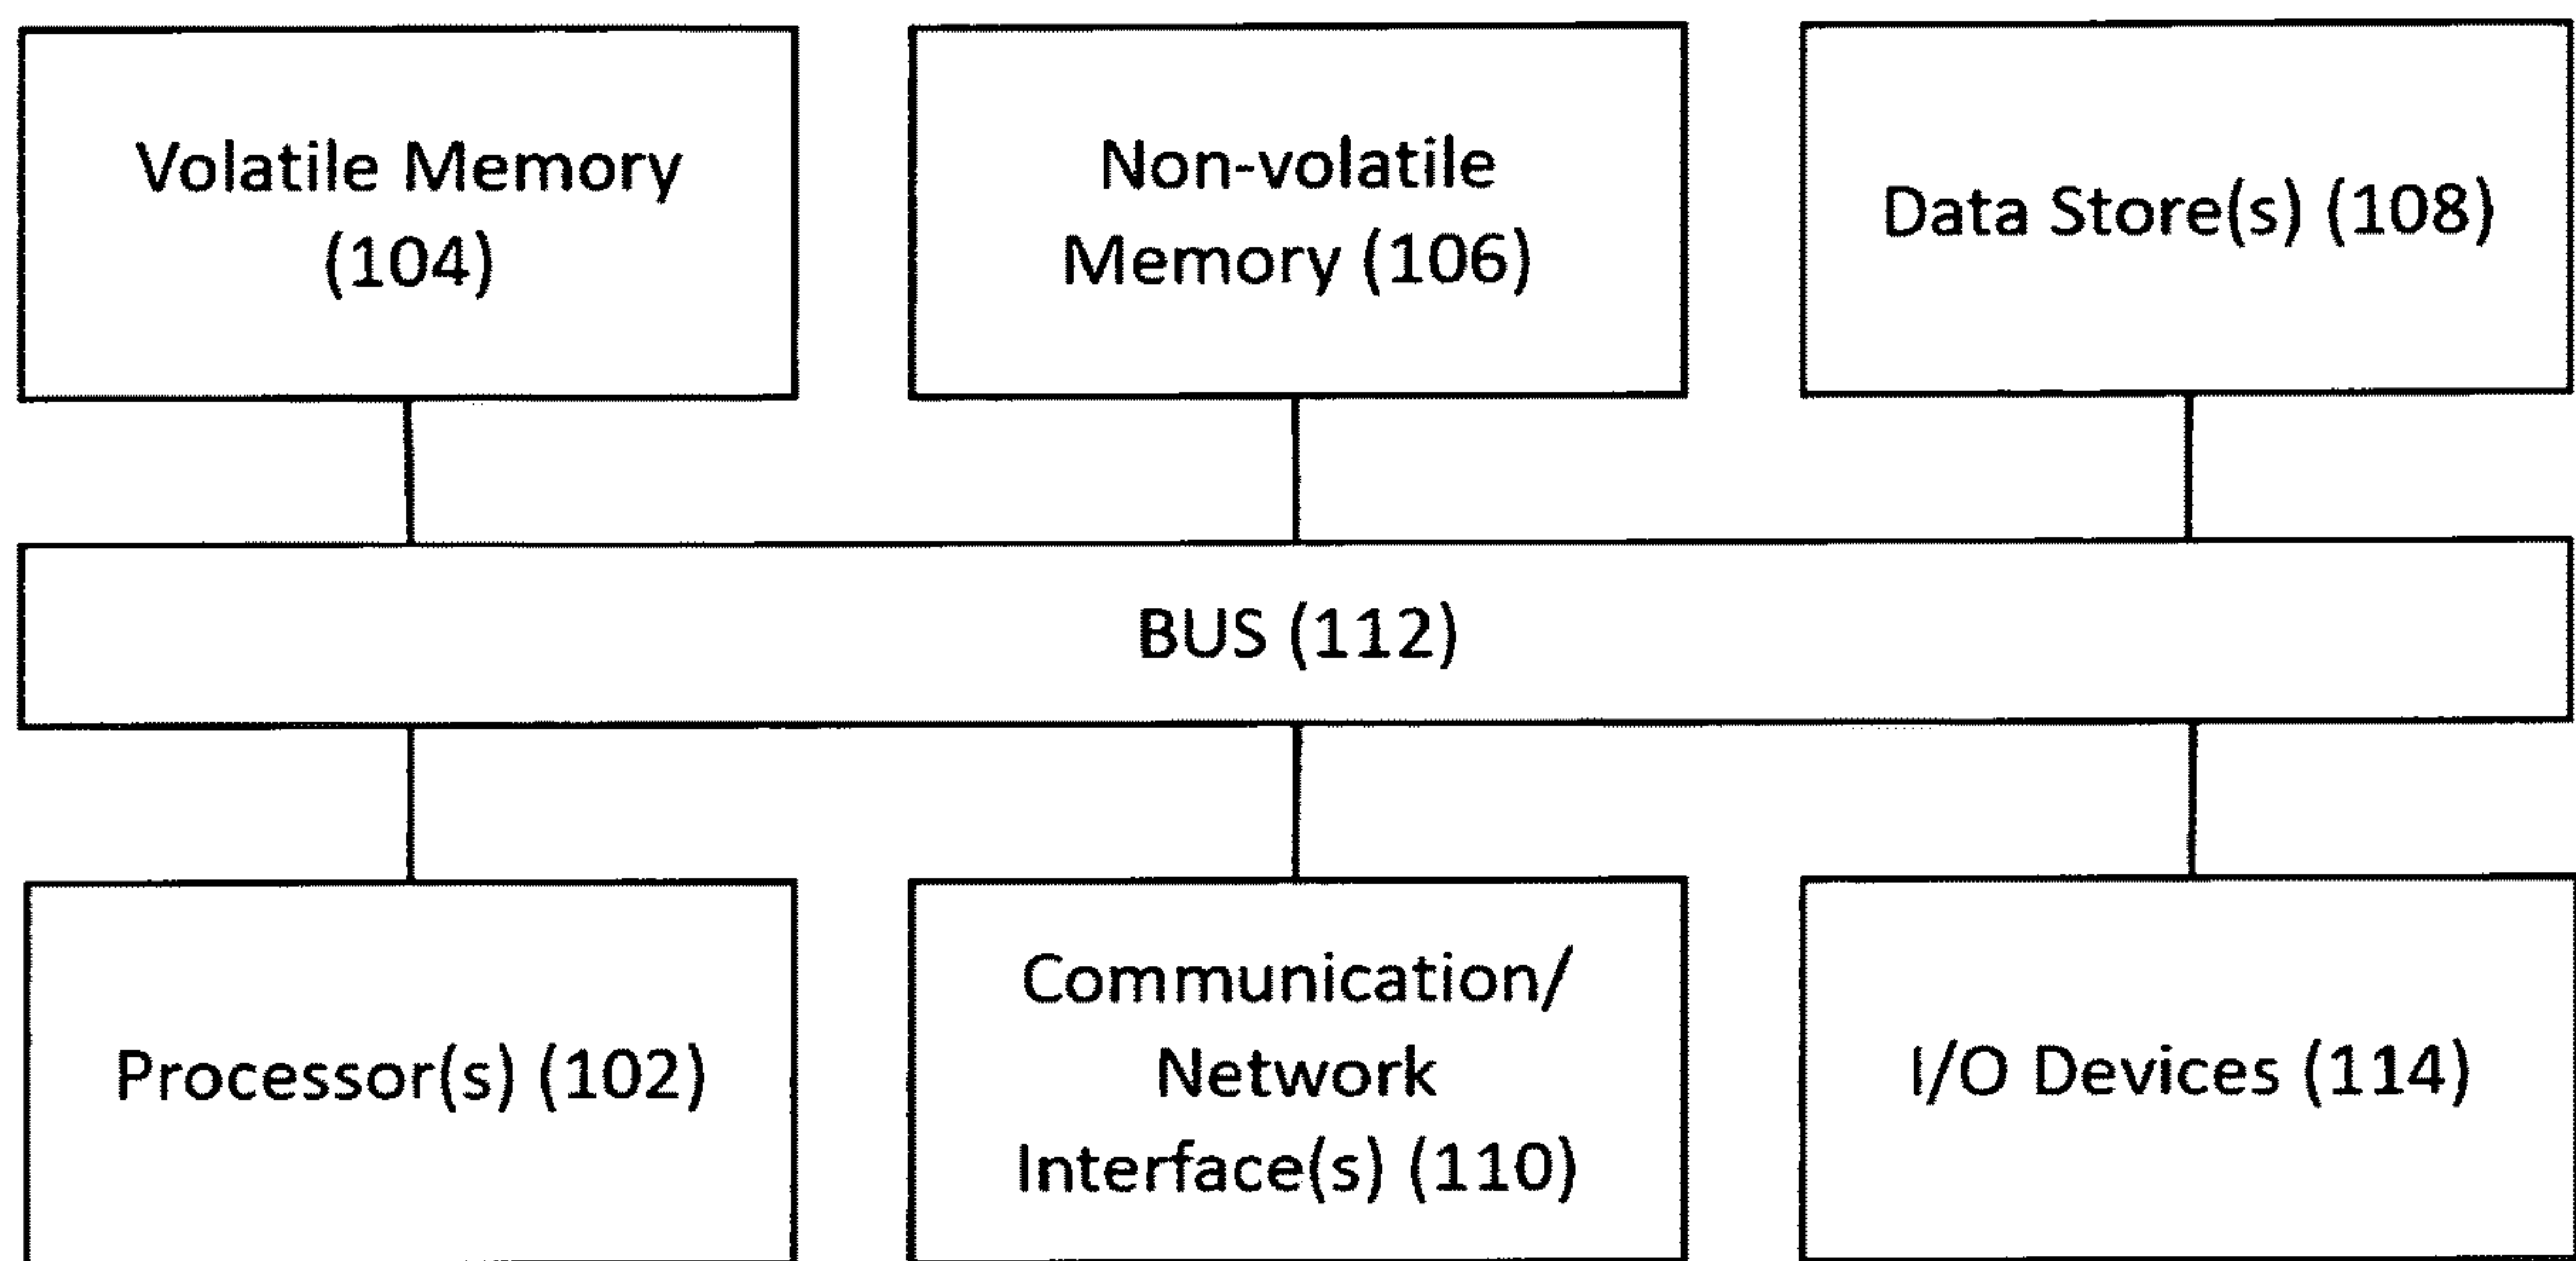 Volatile Memory
(104)
Non-volatile
Memory (106)
Data Store(s) (108)
BUS (112)
Processor(s) (102)
Communication/
Network
Interface(s) (110)
I/O Devices (114)